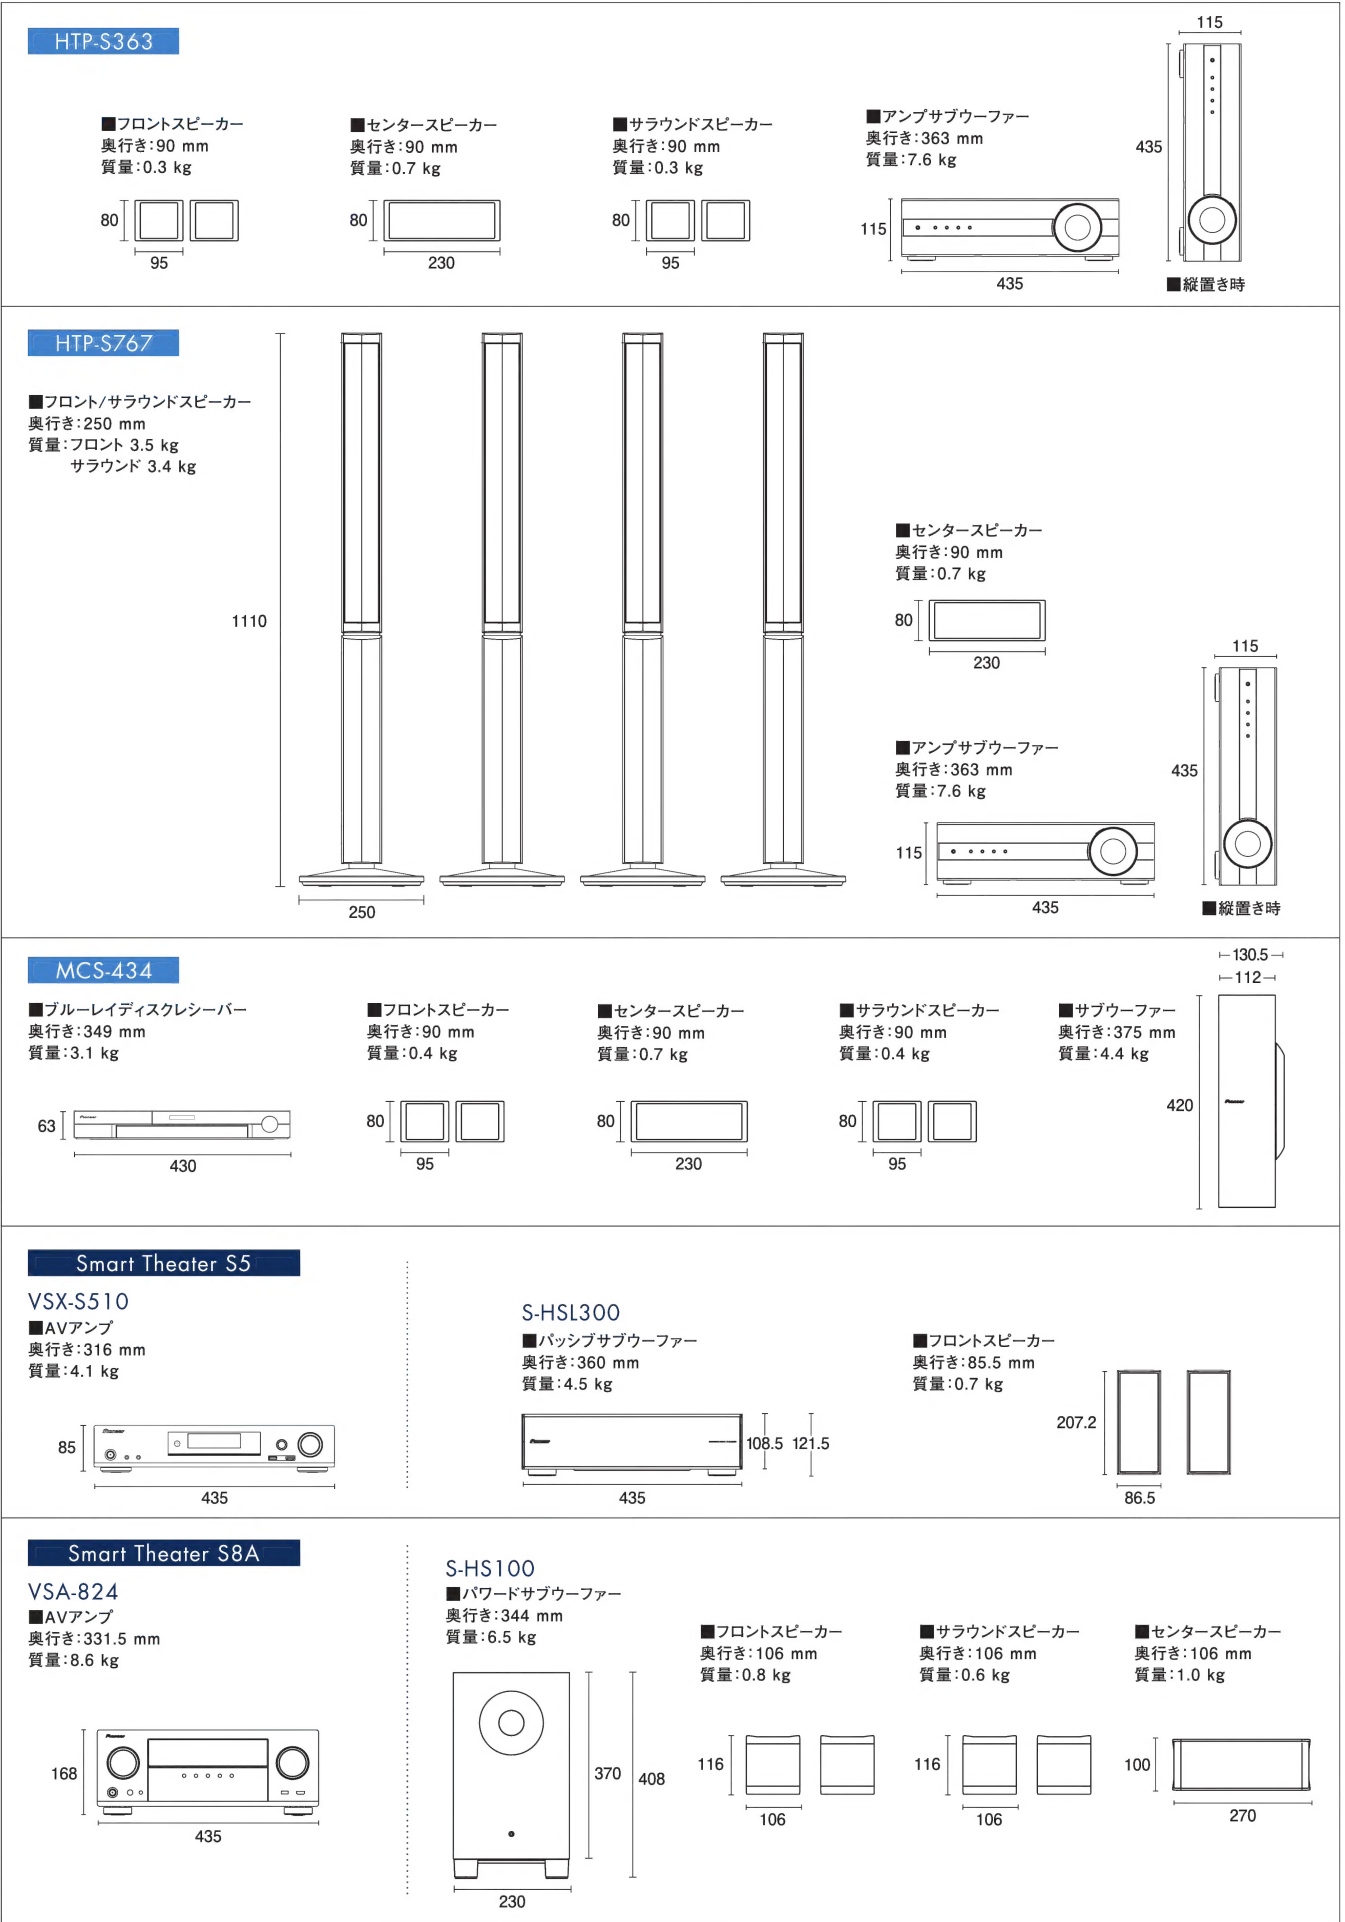 HTP-S363
■フロントスピーカー
奥行き:90 mm
質量:0.3 kg
80
95
■センタースピーカー
奥行き:90 mm
質量:0.7 kg
80
230
■サラウンドスピーカー
奥行き:90 mm
質量:0.3 kg
80
95
■アンプサブウーファー
奥行き:363 mm
質量:7.6 kg
115
435
115
435
■縦置き時
HTP-S767
■フロント/サラウンドスピーカー
奥行き:250 mm
質量:フロント 3.5 kg
サラウンド 3.4 kg
1110
250
■センタースピーカー
奥行き:90 mm
質量:0.7 kg
80
230
■アンプサブウーファー
奥行き:363 mm
質量:7.6 kg
115
435
115
435
■縦置き時
MCS-434
■ブルーレイディスクレシーバー
奥行き:349 mm
質量:3.1 kg
Pioneer
63
430
■フロントスピーカー
奥行き:90 mm
質量:0.4 kg
80
95
■センタースピーカー
奥行き:90 mm
質量:0.7 kg
80
230
■サラウンドスピーカー
奥行き:90 mm
質量:0.4 kg
80
95
■サブウーファー
奥行き:375 mm
質量:4.4 kg
130.5
112
420
Pioneer
Smart Theater S5
VSX-S510
■AVアンプ
奥行き:316 mm
質量:4.1 kg
Pioneer
85
435
S-HSL300
■パッシブサブウーファー
奥行き:360 mm
質量:4.5 kg
Pioneer
108.5
121.5
435
■フロントスピーカー
奥行き:85.5 mm
質量:0.7 kg
207.2
86.5
Smart Theater S8A
VSA-824
■AVアンプ
奥行き:331.5 mm
質量:8.6 kg
Pioneer
168
435
S-HS100
■パワードサブウーファー
奥行き:344 mm
質量:6.5 kg
370
408
230
■フロントスピーカー
奥行き:106 mm
質量:0.8 kg
116
106
■サラウンドスピーカー
奥行き:106 mm
質量:0.6 kg
116
106
■センタースピーカー
奥行き:106 mm
質量:1.0 kg
100
270